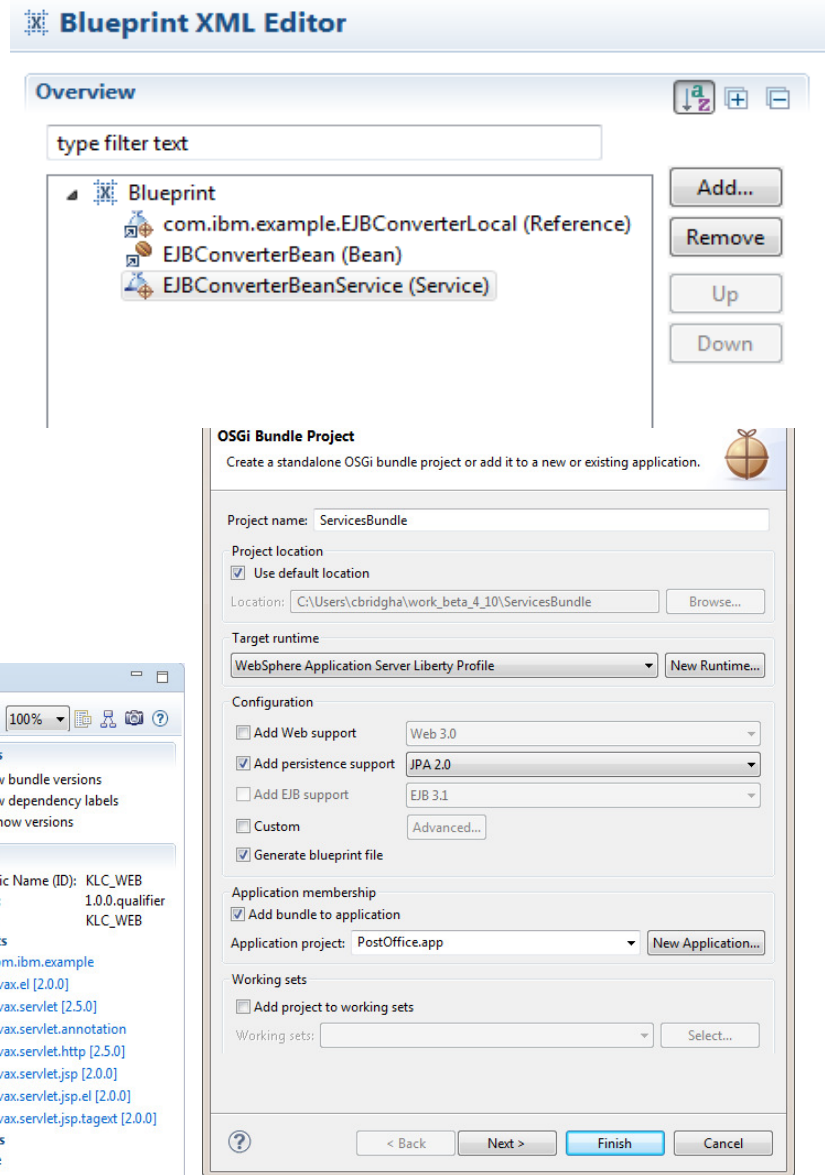 Blueprint XML Editor
Overview
type filter text
Blueprint
com.ibm.example.EJBConverterLocal (Reference)
EJBConverterBean (Bean)
EJBConverterBeanService (Service)
Add...
Remove
Up
Down
OSGi Bundle Project
Create a standalone OSGi bundle project or add it to a new or existing application.
Project name: ServicesBundle
Project location
Use default location
Location: C:\Users\cbridgha\work_beta_4_10\ServicesBundle Browse...
Target runtime
WebSphere Application Server Liberty Profile New Runtime...
Configuration
Add Web support Web 3.0
Add persistence support JPA 2.0
Add EJB support EJB 3.1
Custom Advanced...
Generate blueprint file
Application membership
Add bundle to application
Application project: PostOffice.app New Application...
Working sets
Add project to working sets
Working sets: Select...
< Back Next > Finish Cancel
100%
s
w bundle versions
w dependency labels
how versions
ic Name (ID): KLC_WEB
: 1.0.0.qualifier
KLC_WEB
ts
om.ibm.example
vax.el [2.0.0]
vax.servlet [2.5.0]
vax.servlet.annotation
vax.servlet.http [2.5.0]
vax.servlet.jsp [2.0.0]
vax.servlet.jsp.el [2.0.0]
vax.servlet.jsp.tagext [2.0.0]
s